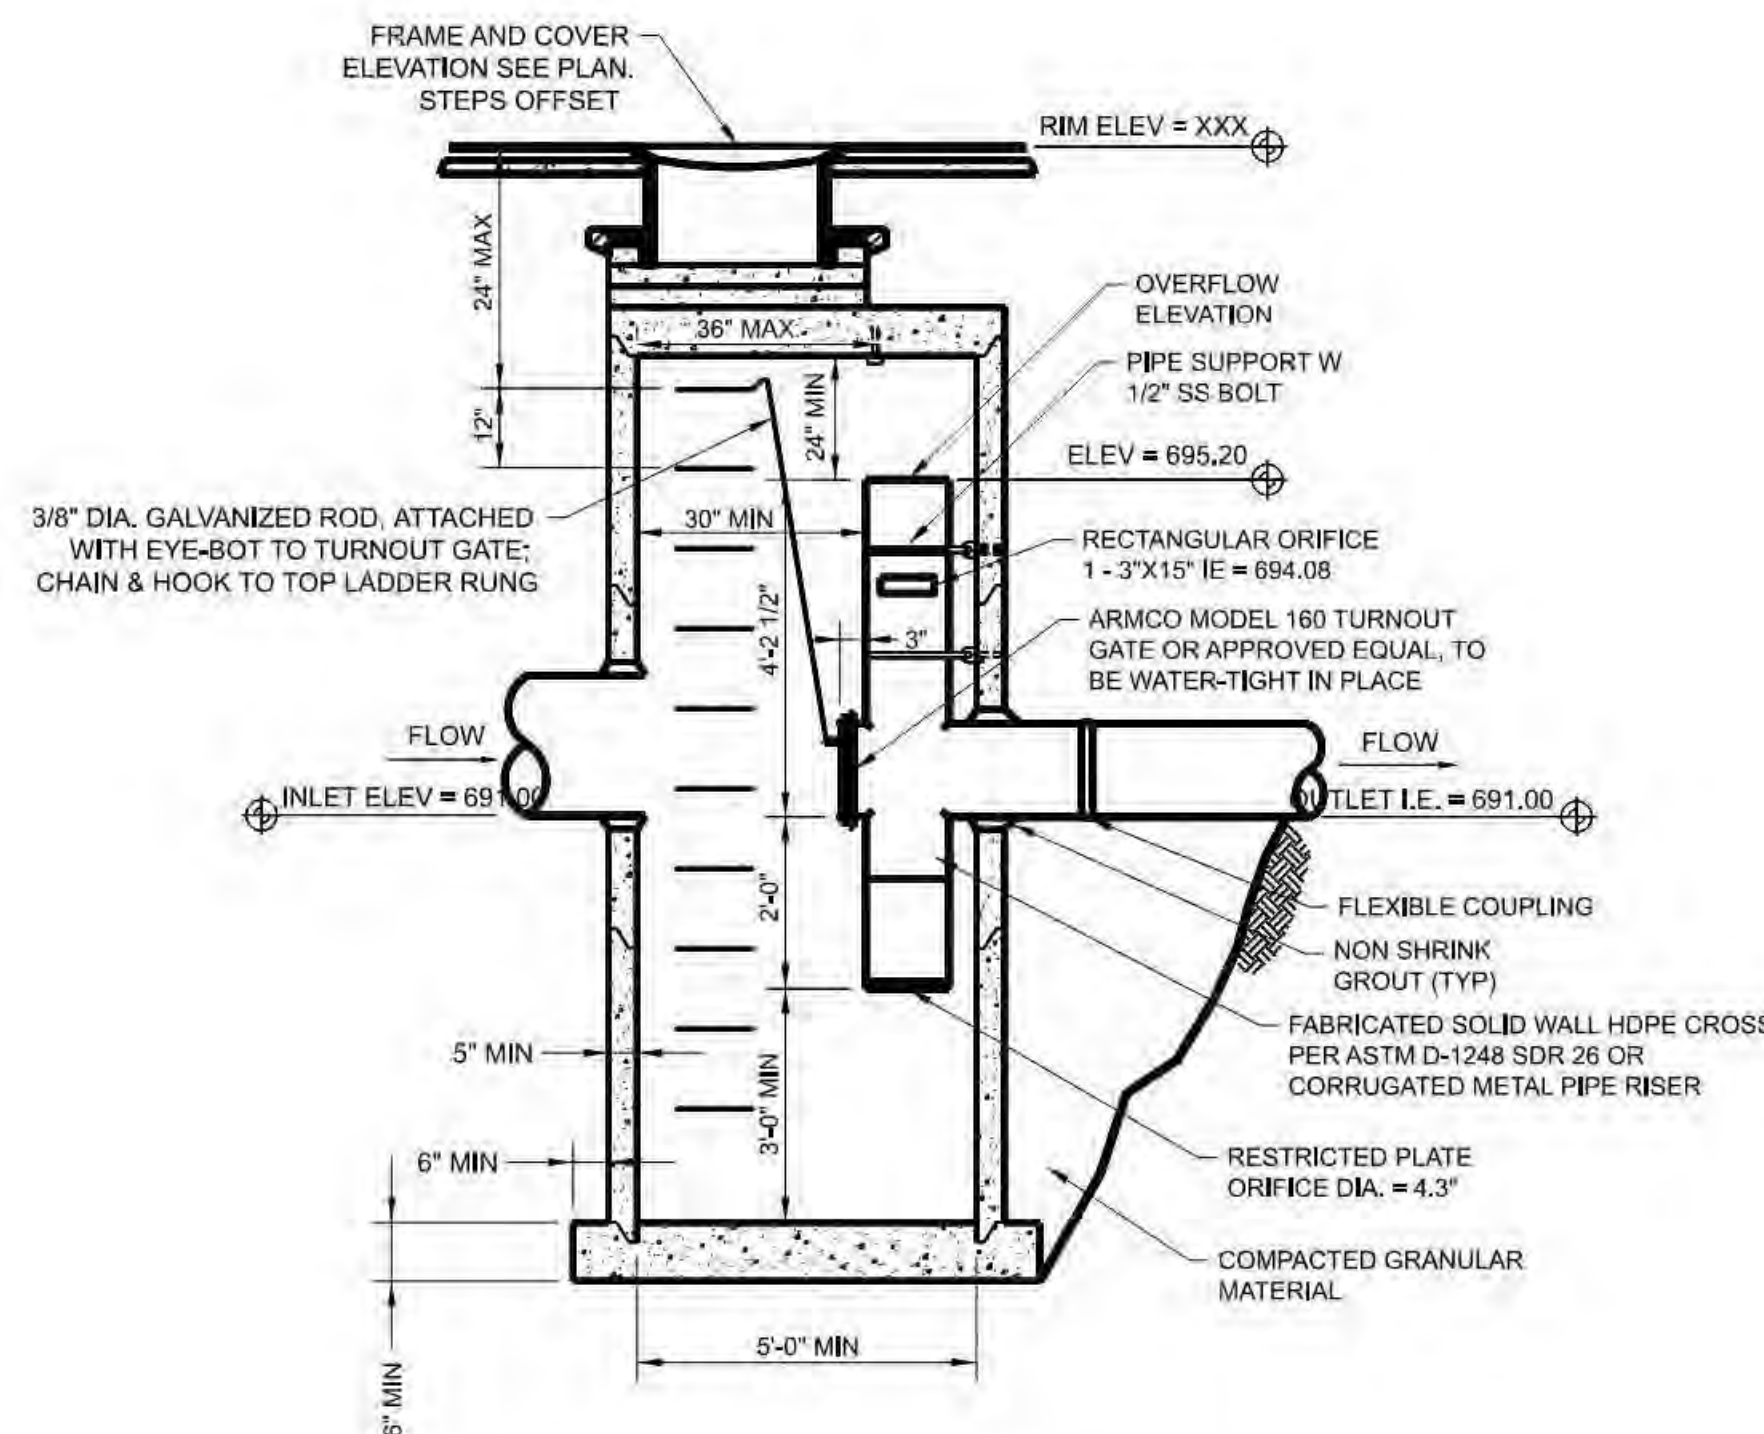 FRAME AND COVER
ELEVATION SEE PLAN.
STEPS OFFSET
RIM ELEV = XXX
24" MAX
36" MAX.
OVERFLOW
ELEVATION
PIPE SUPPORT W
1/2" SS BOLT
12"
24" MIN
ELEV = 695.20
3/8" DIA. GALVANIZED ROD, ATTACHED
WITH EYE-BOT TO TURNOUT GATE;
CHAIN & HOOK TO TOP LADDER RUNG
30" MIN
RECTANGULAR ORIFICE
1 - 3"X15" IE = 694.08
4'-2 1/2"
3"
ARMCO MODEL 160 TURNOUT
GATE OR APPROVED EQUAL, TO
BE WATER-TIGHT IN PLACE
FLOW
FLOW
INLET ELEV = 691.00
OUTLET I.E. = 691.00
2'-0"
FLEXIBLE COUPLING
NON SHRINK
GROUT (TYP)
FABRICATED SOLID WALL HDPE CROSS
PER ASTM D-1248 SDR 26 OR
CORRUGATED METAL PIPE RISER
5" MIN
3'-0" MIN
6" MIN
RESTRICTED PLATE
ORIFICE DIA. = 4.3"
COMPACTED GRANULAR
MATERIAL
5'-0" MIN
6" MIN